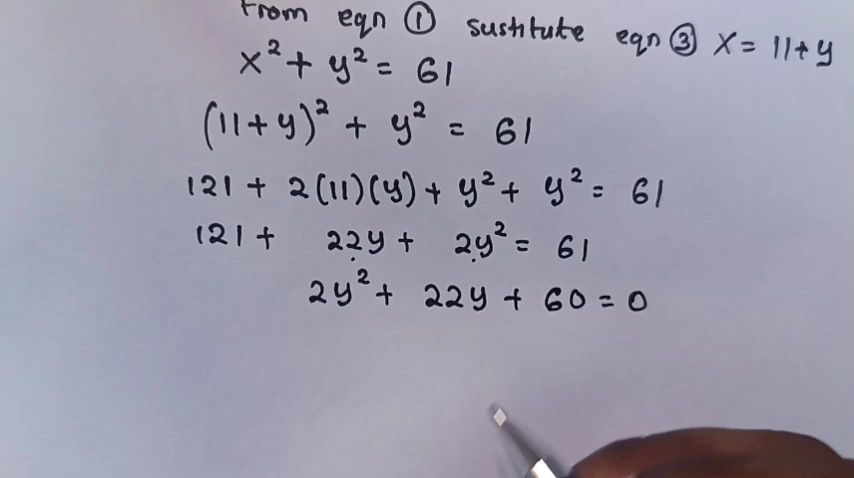 From eqn ① sustitute eqn ③ x = 11+y
x² + y² = 61
(11+y)² + y² = 61
121 + 2(11)(y) + y² + y² = 61
121 + 22y + 2y² = 61
2y² + 22y + 60 = 0